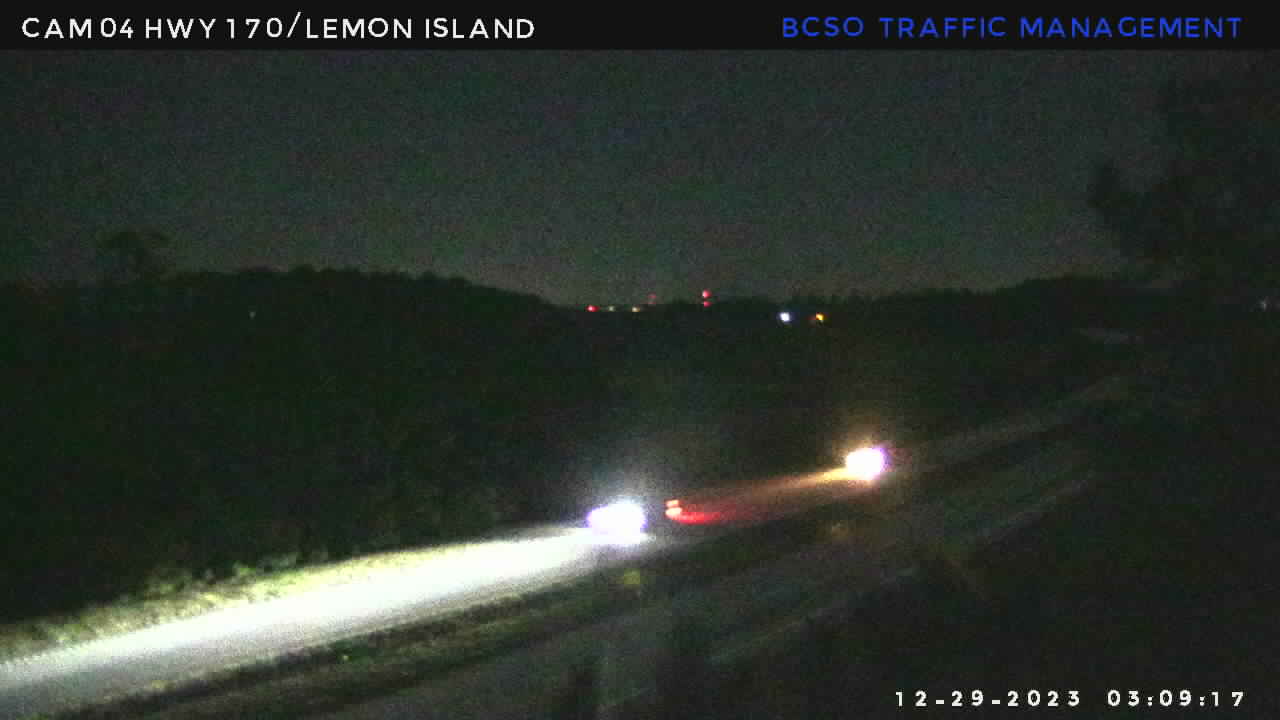 CAM04 HWY 170/LEMON ISLAND
BCSO TRAFFIC MANAGEMENT
12-29-2023 03:09:17